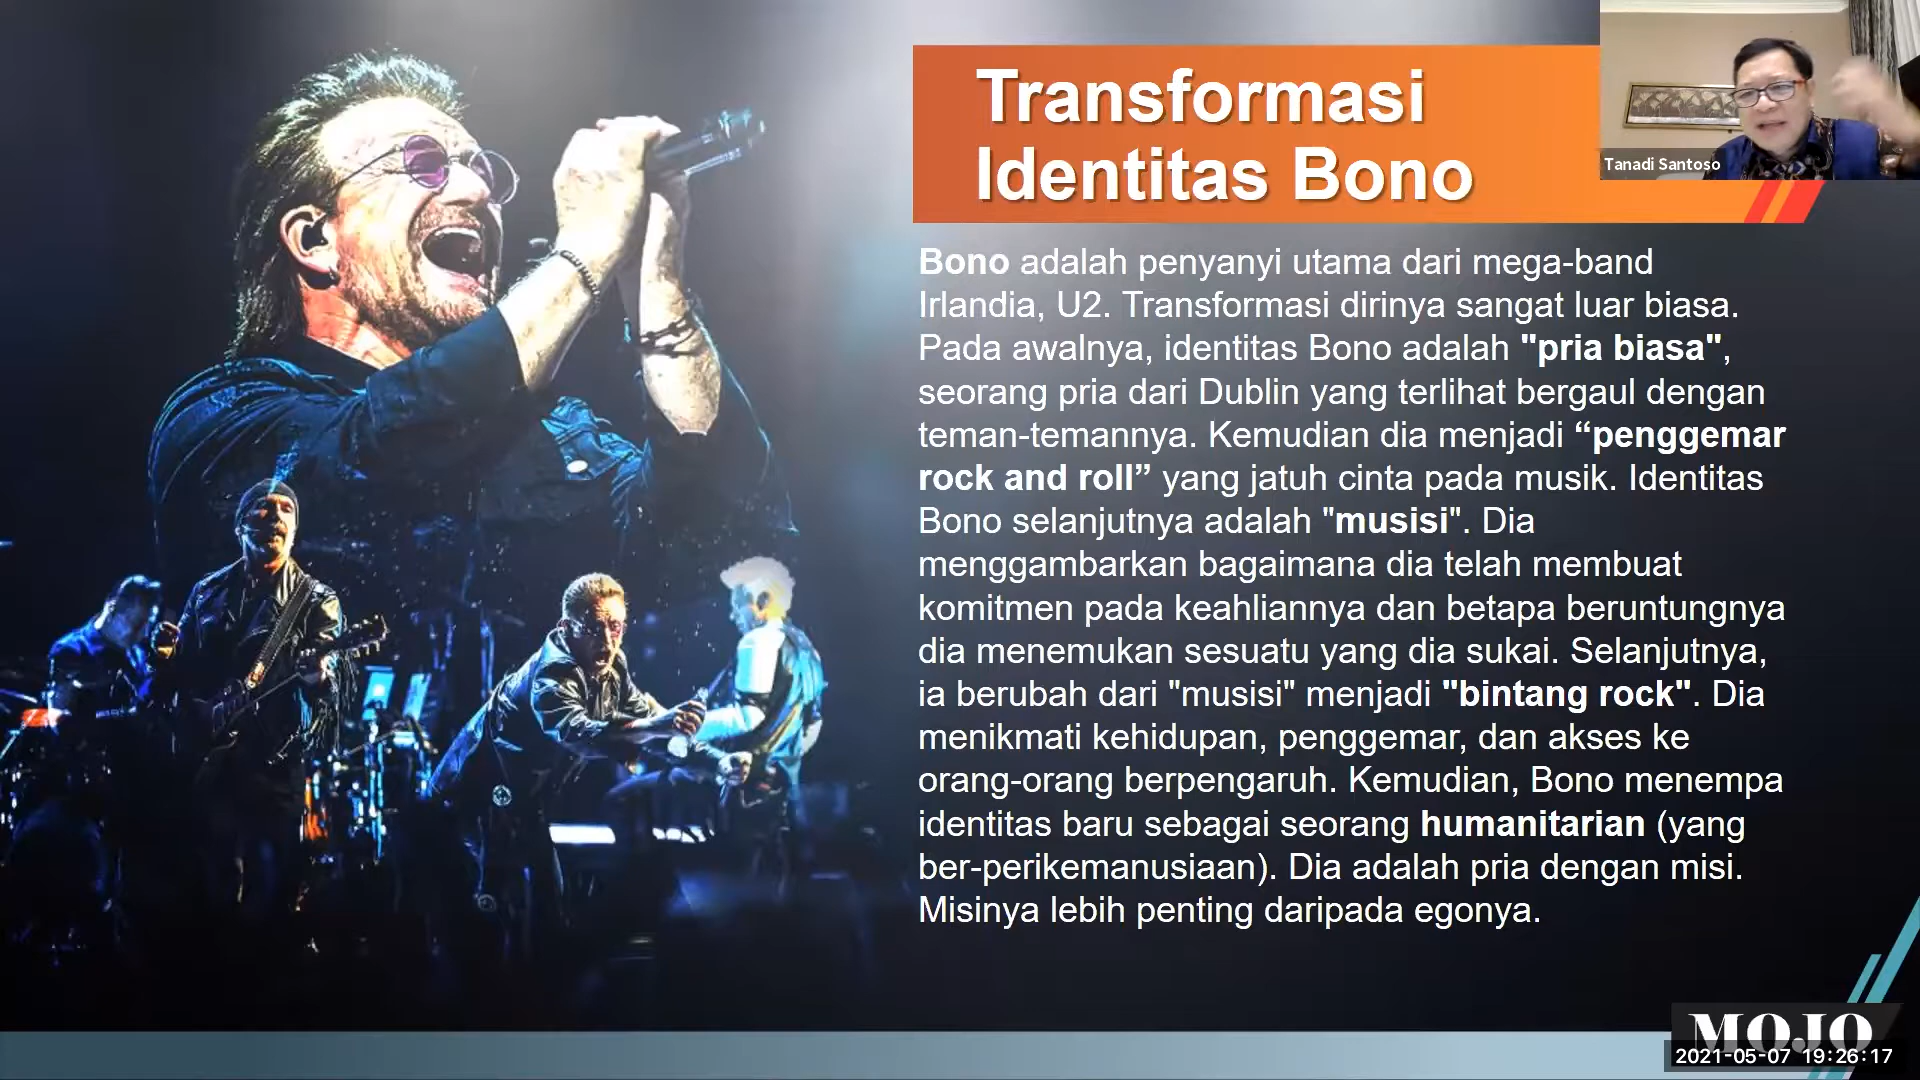 Transformasi
Identitas Bono
Tanadi Santoso
Bono adalah penyanyi utama dari mega-band
Irlandia, U2. Transformasi dirinya sangat luar biasa.
Pada awalnya, identitas Bono adalah "pria biasa",
seorang pria dari Dublin yang terlihat bergaul dengan
teman-temannya. Kemudian dia menjadi “penggemar
rock and roll” yang jatuh cinta pada musik. Identitas
Bono selanjutnya adalah "musisi". Dia
menggambarkan bagaimana dia telah membuat
komitmen pada keahliannya dan betapa beruntungnya
dia menemukan sesuatu yang dia sukai. Selanjutnya,
ia berubah dari "musisi" menjadi "bintang rock". Dia
menikmati kehidupan, penggemar, dan akses ke
orang-orang berpengaruh. Kemudian, Bono menempa
identitas baru sebagai seorang humanitarian (yang
ber-perikemanusiaan). Dia adalah pria dengan misi.
Misinya lebih penting daripada egonya.
MOJO
2021-05-07 19:26:17